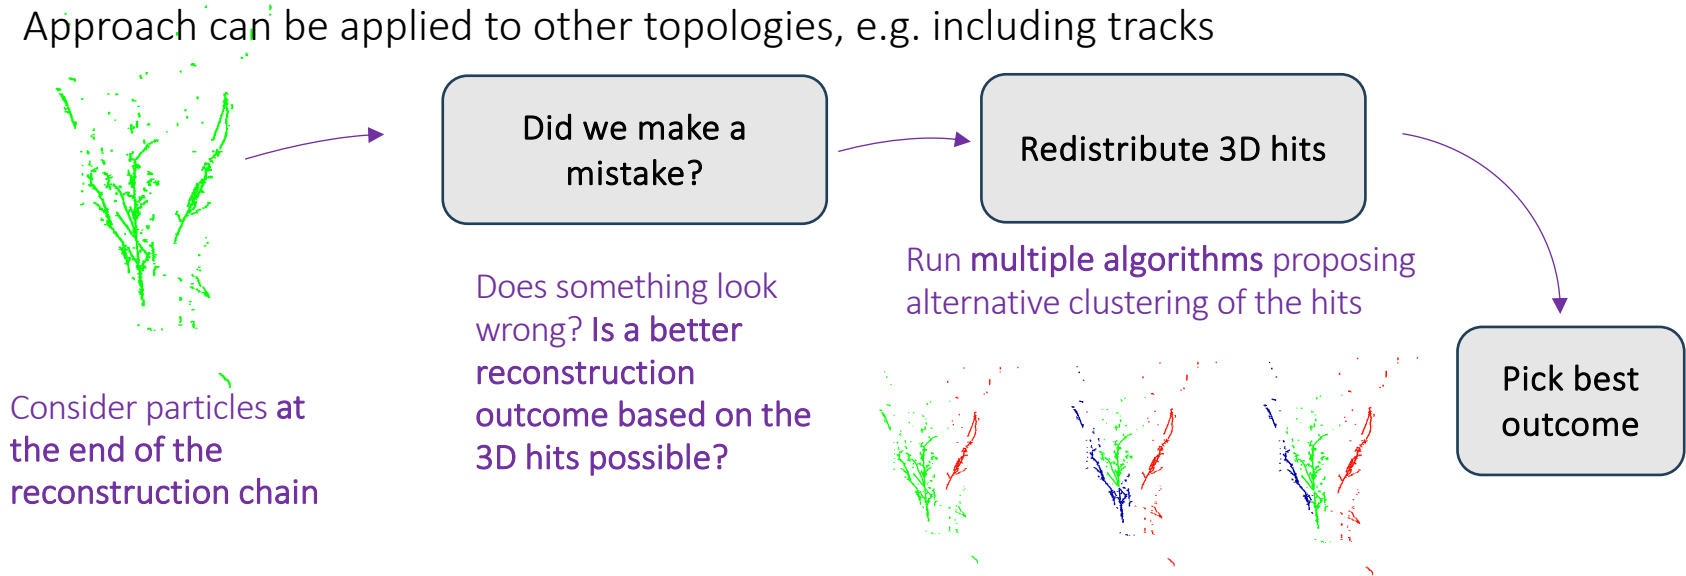 Approach can be applied to other topologies, e.g. including tracks
Did we make a
mistake?
Redistribute 3D hits
Does something look
wrong? Is a better
reconstruction
outcome based on the
3D hits possible?
Run multiple algorithms proposing
alternative clustering of the hits
Consider particles at
the end of the
reconstruction chain
Pick best
outcome